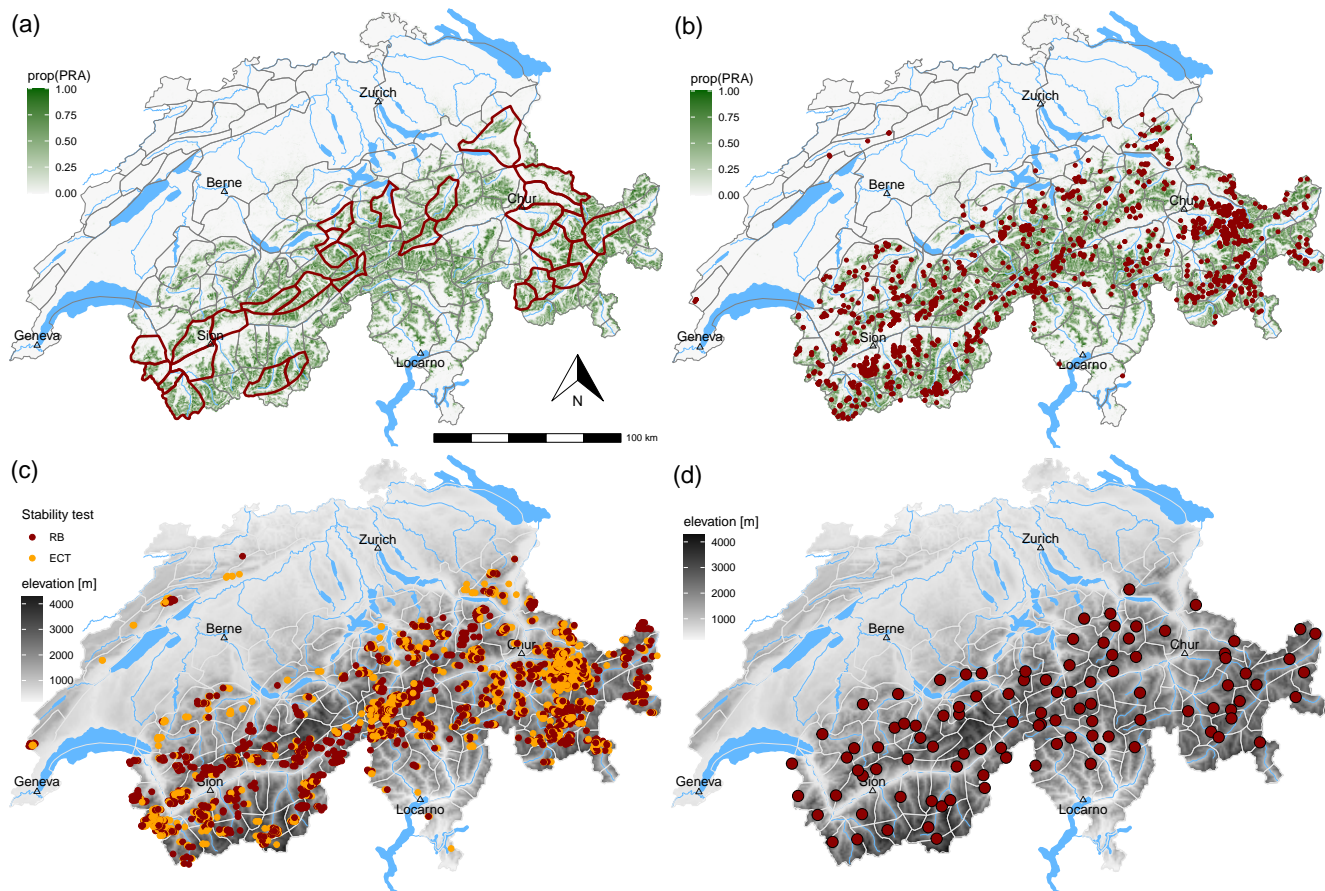 (a)
prop(PRA)
1.00
0.75
0.50
0.25
0.00
Zurich
Berne
Chur
Geneva
Sion
Locarno
N
100 km
(b)
prop(PRA)
1.00
0.75
0.50
0.25
0.00
Zurich
Berne
Chur
Geneva
Sion
Locarno
(c)
Stability test
RB
ECT
elevation [m]
4000
3000
2000
1000
Zurich
Berne
Chur
Geneva
Sion
Locarno
(d)
elevation [m]
4000
3000
2000
1000
Zurich
Berne
Chur
Geneva
Sion
Locarno